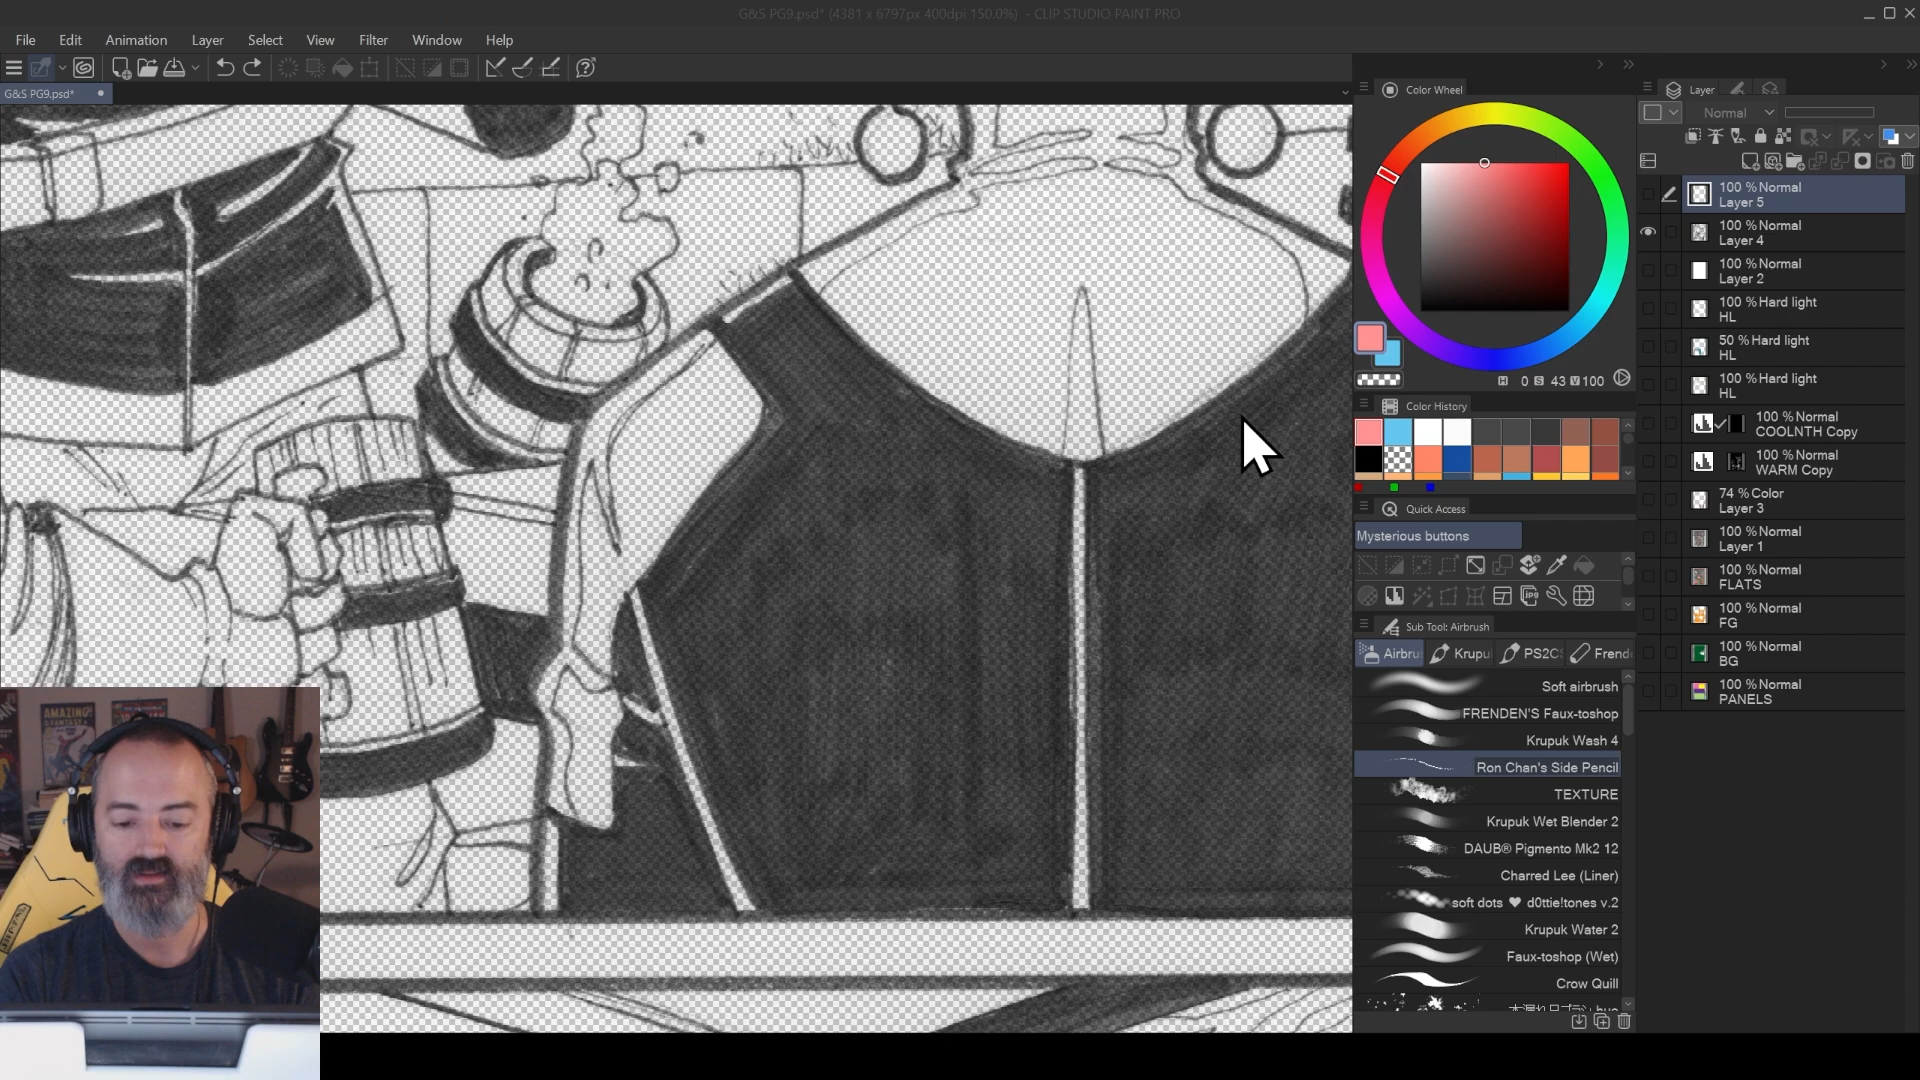 G&S PG9.psd* (4381 x 6797px 400dpi 150.0%) - CLIP STUDIO PAINT PRO
File Edit Animation Layer Select View Filter Window Help
G&S PG9.psd*
Color Wheel
H 0 S 43 V 100
Color History
Quick Access
Mysterious buttons
Sub Tool: Airbrush
Airbru Krupu PS2C Frend
Soft airbrush
FRENDEN'S Faux-toshop
Krupuk Wash 4
Ron Chan's Side Pencil
TEXTURE
Krupuk Wet Blender 2
DAUB® Pigmento Mk2 12
Charred Lee (Liner)
soft dots ♥ d0ttie!tones v.2
Krupuk Water 2
Faux-toshop (Wet)
Crow Quill
Layer
Normal
100 % Normal
Layer 5
100 % Normal
Layer 4
100 % Normal
Layer 2
100 % Hard light
HL
50 % Hard light
HL
100 % Hard light
HL
100 % Normal
COOLNTH Copy
100 % Normal
WARM Copy
74 % Color
Layer 3
100 % Normal
Layer 1
100 % Normal
FLATS
100 % Normal
FG
100 % Normal
BG
100 % Normal
PANELS
AMAZING
FANTASY